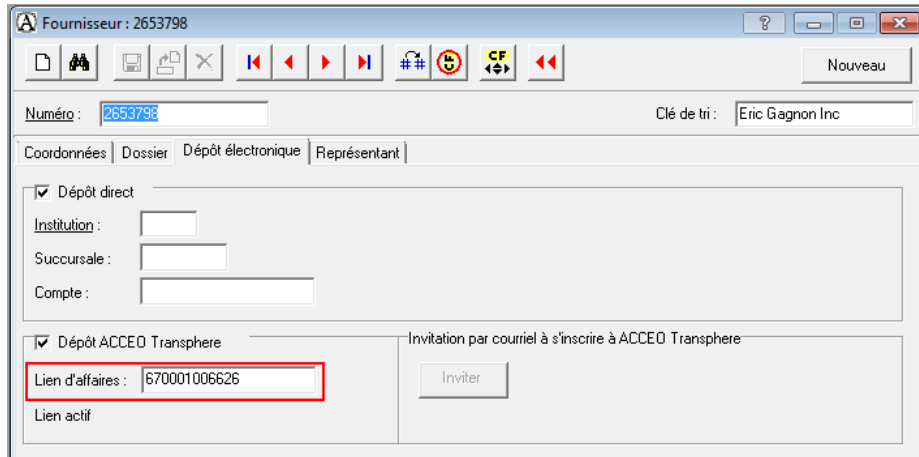 Fournisseur : 2653798
Nouveau
Numéro : 2653798 Clé de tri : Eric Gagnon Inc
Coordonnées Dossier Dépôt électronique Représentant
Dépôt direct
Institution :
Succursale :
Compte :
Dépôt ACCEO Transphere
Invitation par courriel à s'inscrire à ACCEO Transphere
Lien d'affaires : 670001006626
Inviter
Lien actif